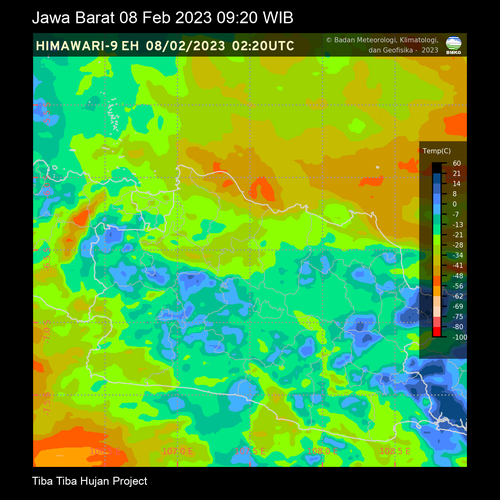 Jawa Barat 08 Feb 2023 09:20 WIB
HIMAWARI-9 EH 08/02/2023 02:20UTC
© Badan Meteorologi, Klimatologi,
dan Geofisika - 2023
BMKG
Temp(C)
60
21
14
8
0
-7
-13
-21
-28
-34
-41
-48
-56
-62
-69
-75
-80
-100
107.0 E
107.5 E
108.0 E
108.5 E
Tiba Tiba Hujan Project